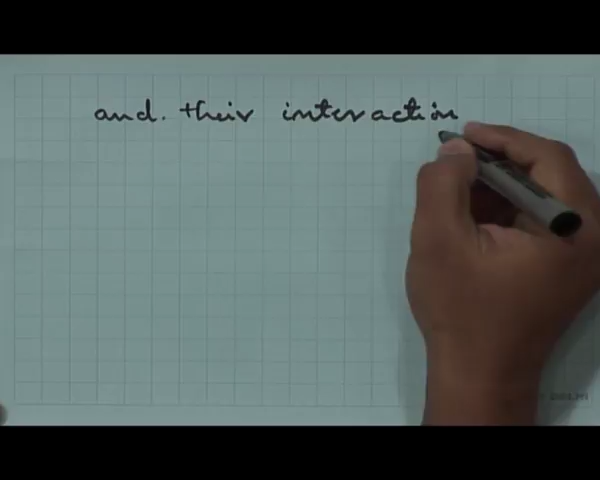 and. their interaction